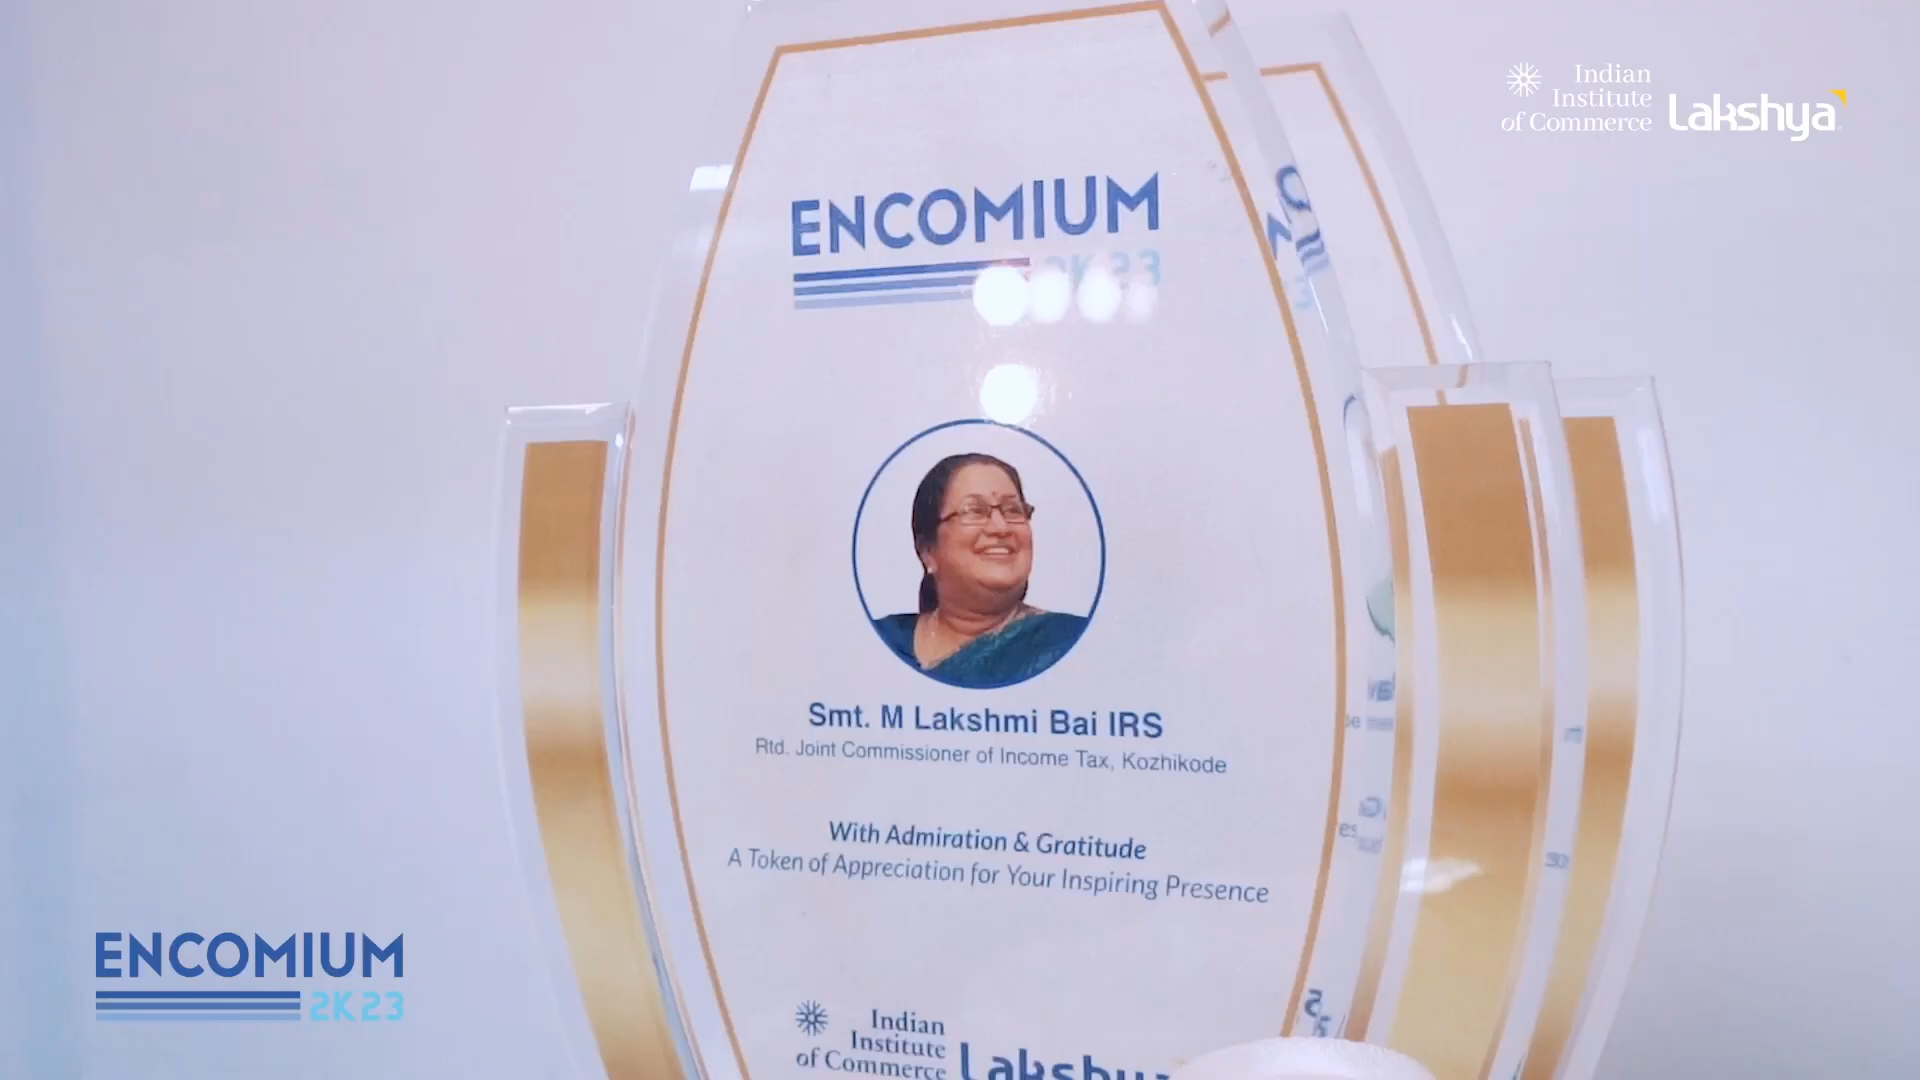 Indian
Institute
of Commerce
Lakshya
ENCOMIUM
2K23
Smt. M Lakshmi Bai IRS
Rtd. Joint Commissioner of Income Tax, Kozhikode
With Admiration & Gratitude
A Token of Appreciation for Your Inspiring Presence
Indian
Institute
of Commerce
Lakshya
ENCOMIUM
2K23